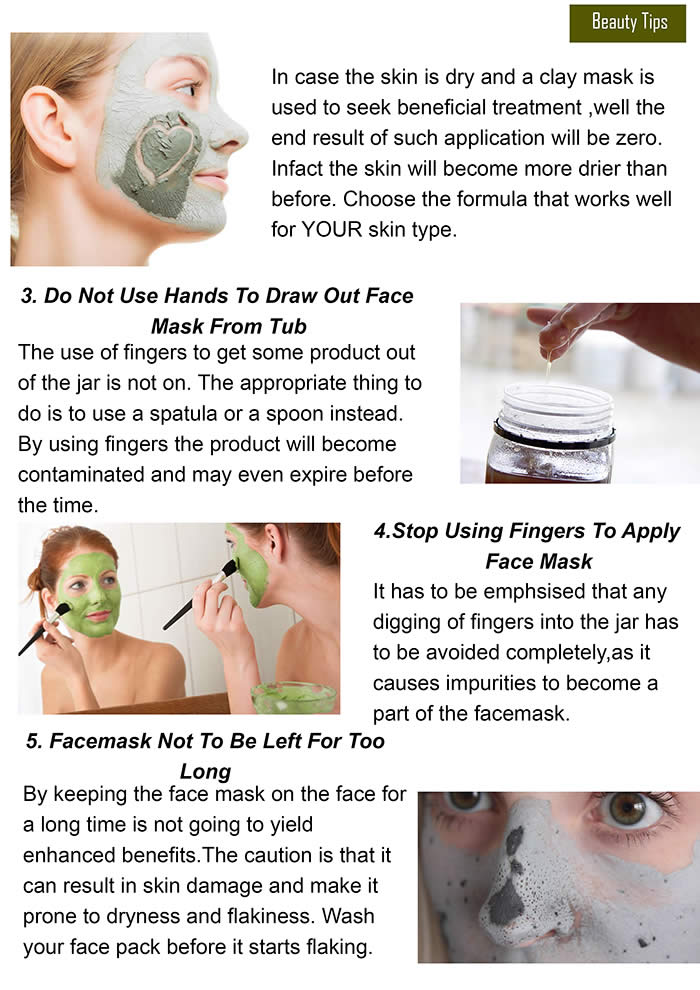 Beauty Tips
In case the skin is dry and a clay mask is
used to seek beneficial treatment ,well the
end result of such application will be zero.
Infact the skin will become more drier than
before. Choose the formula that works well
for YOUR skin type.
3. Do Not Use Hands To Draw Out Face
Mask From Tub
The use of fingers to get some product out
of the jar is not on. The appropriate thing to
do is to use a spatula or a spoon instead.
By using fingers the product will become
contaminated and may even expire before
the time.
4.Stop Using Fingers To Apply
Face Mask
It has to be emphsised that any
digging of fingers into the jar has
to be avoided completely,as it
causes impurities to become a
part of the facemask.
5. Facemask Not To Be Left For Too
Long
By keeping the face mask on the face for
a long time is not going to yield
enhanced benefits.The caution is that it
can result in skin damage and make it
prone to dryness and flakiness. Wash
your face pack before it starts flaking.